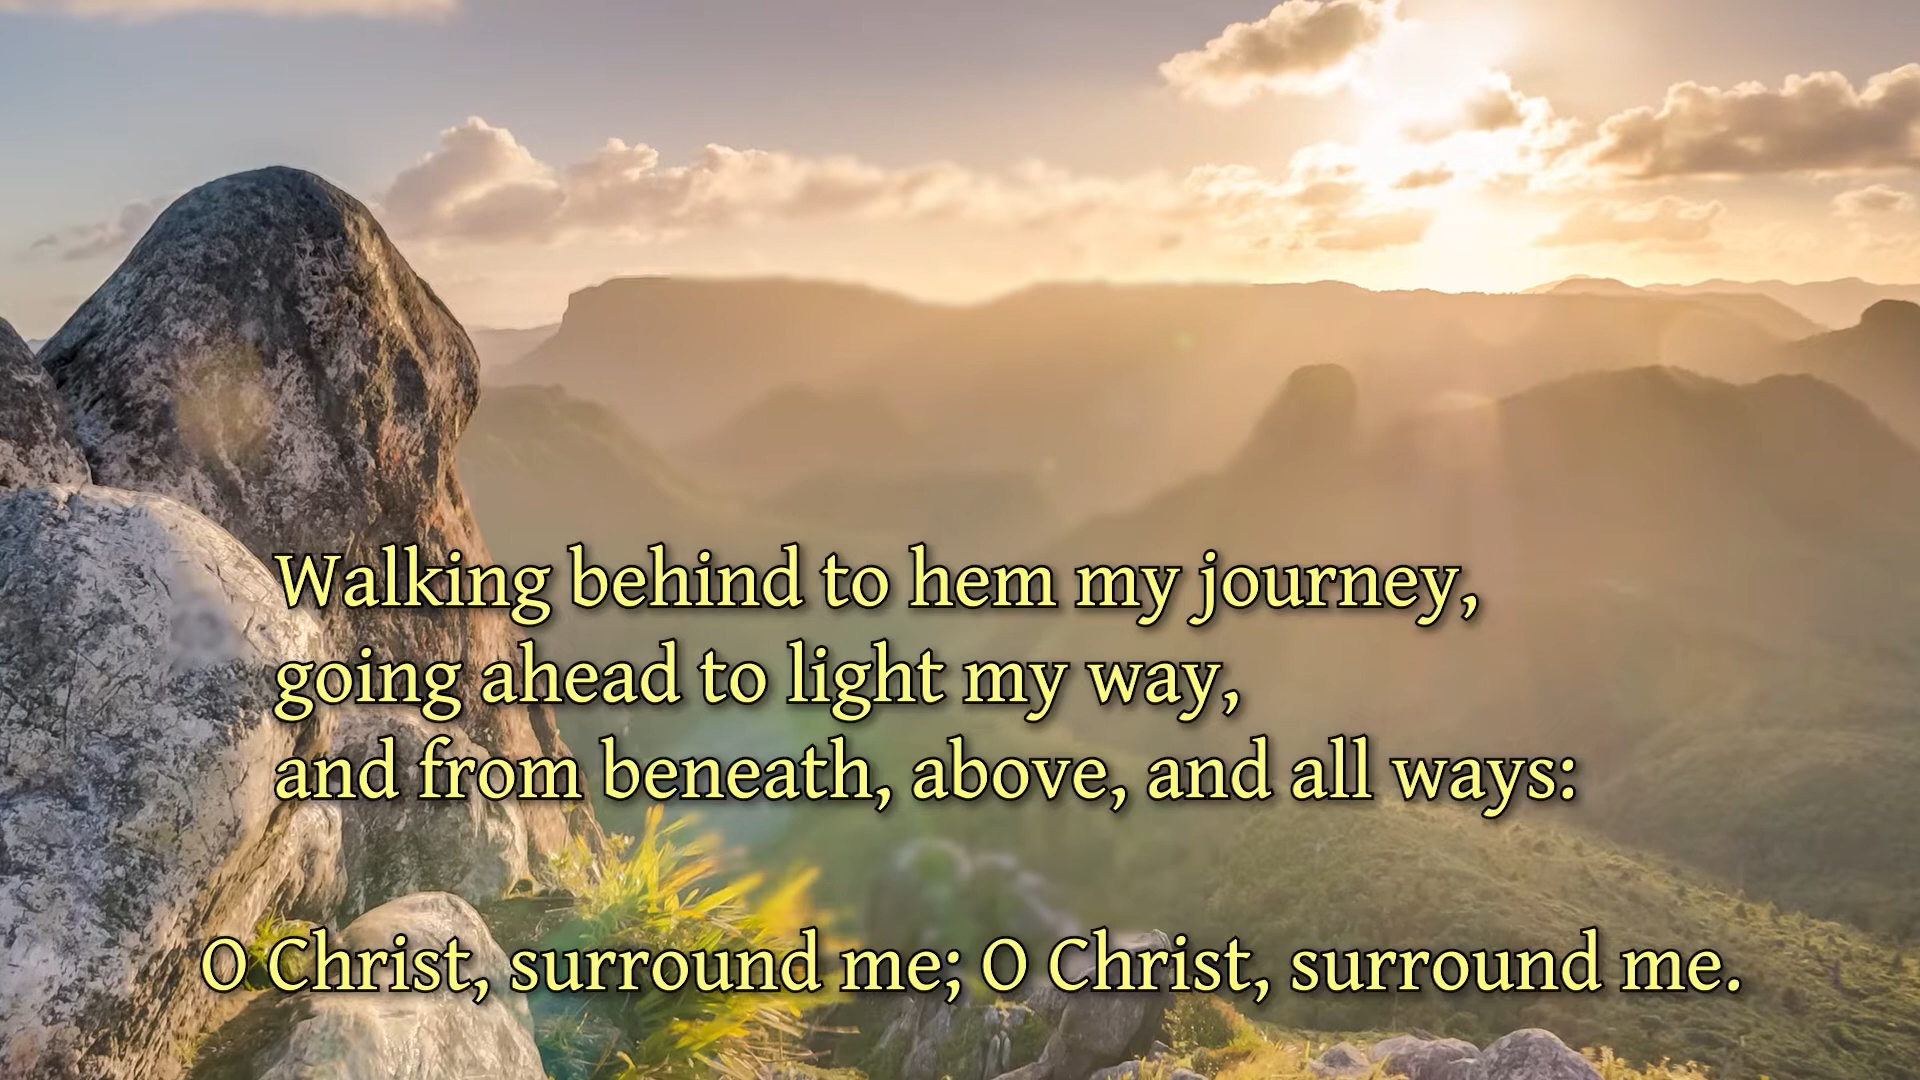 Walking behind to hem my journey,
going ahead to light my way,
and from beneath, above, and all ways:
O Christ, surround me; O Christ, surround me.